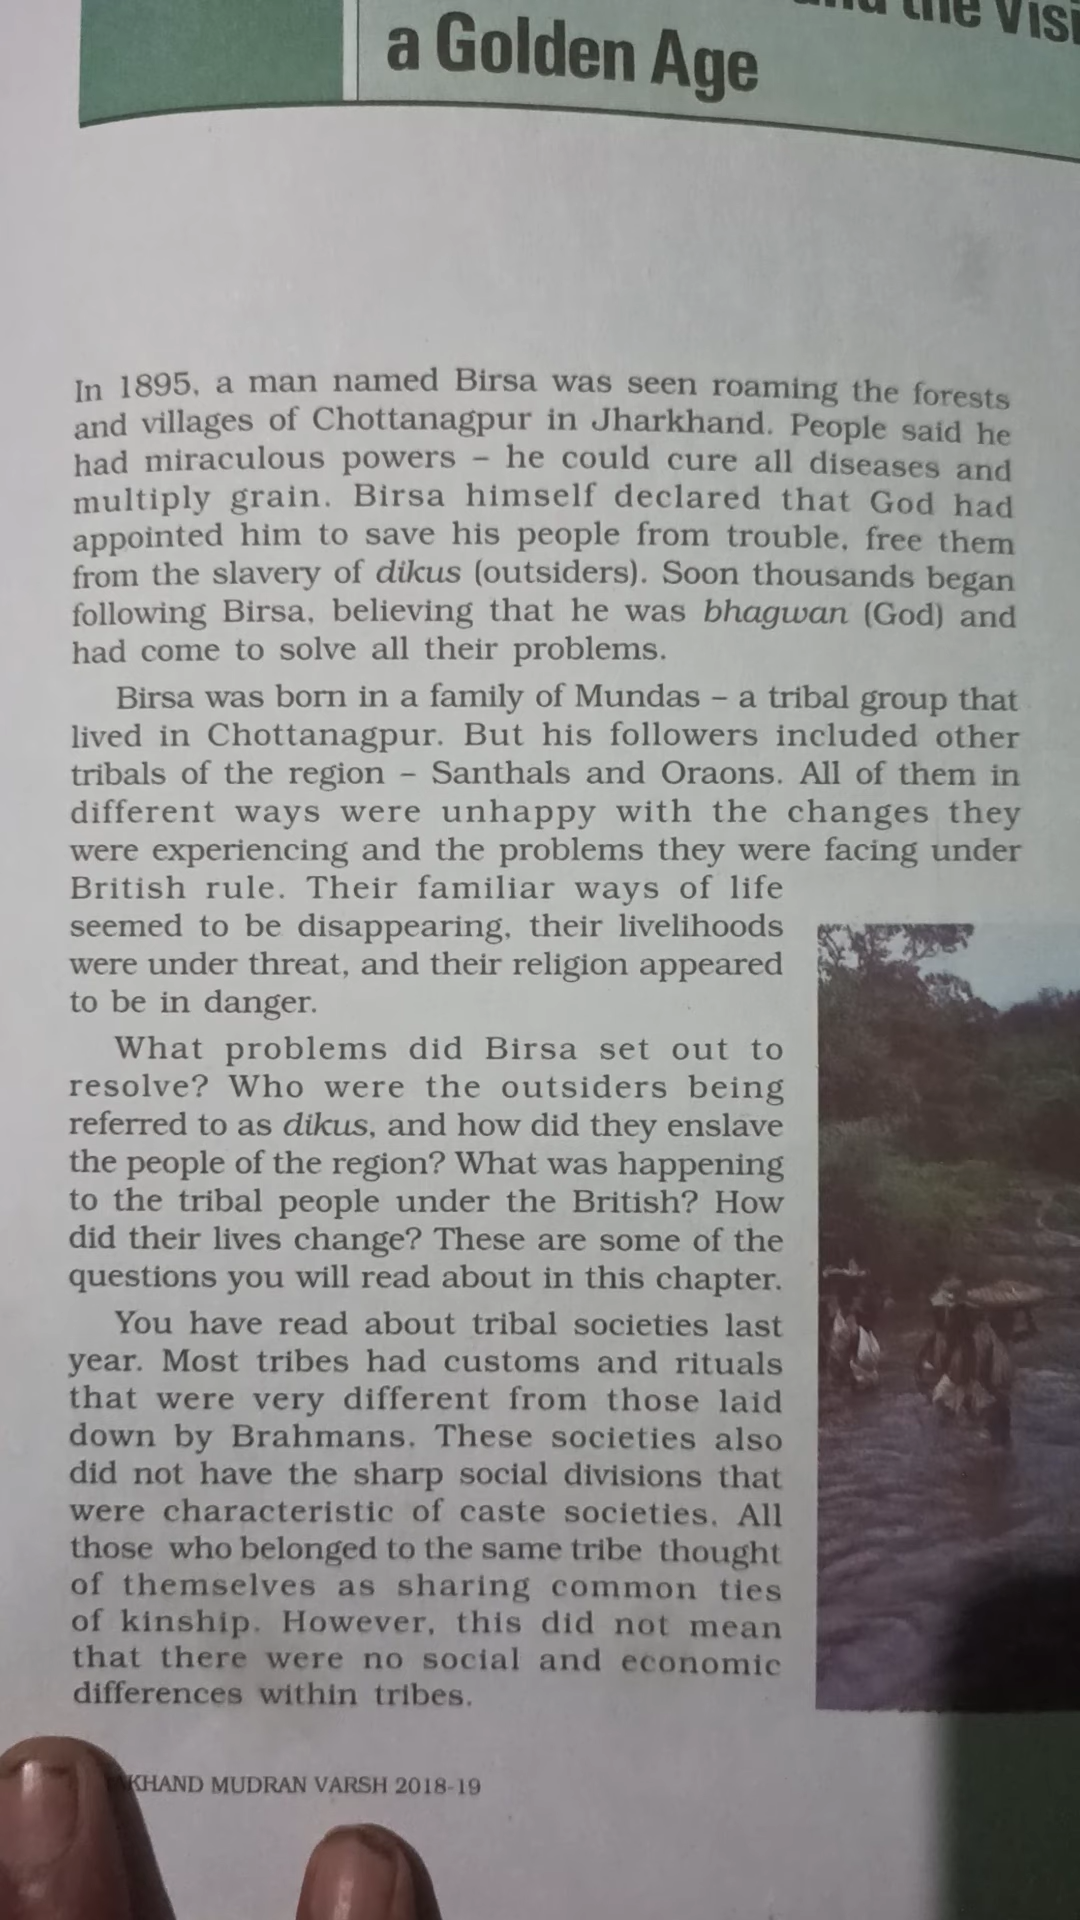 the Visi
a Golden Age
In 1895, a man named Birsa was seen roaming the forests
and villages of Chottanagpur in Jharkhand. People said he
had miraculous powers – he could cure all diseases and
multiply grain. Birsa himself declared that God had
appointed him to save his people from trouble, free them
from the slavery of dikus (outsiders). Soon thousands began
following Birsa, believing that he was bhagwan (God) and
had come to solve all their problems.
Birsa was born in a family of Mundas – a tribal group that
lived in Chottanagpur. But his followers included other
tribals of the region – Santhals and Oraons. All of them in
different ways were unhappy with the changes they
were experiencing and the problems they were facing under
British rule. Their familiar ways of life
seemed to be disappearing, their livelihoods
were under threat, and their religion appeared
to be in danger.
What problems did Birsa set out to
resolve? Who were the outsiders being
referred to as dikus, and how did they enslave
the people of the region? What was happening
to the tribal people under the British? How
did their lives change? These are some of the
questions you will read about in this chapter.
You have read about tribal societies last
year. Most tribes had customs and rituals
that were very different from those laid
down by Brahmans. These societies also
did not have the sharp social divisions that
were characteristic of caste societies. All
those who belonged to the same tribe thought
of themselves as sharing common ties
of kinship. However, this did not mean
that there were no social and economic
differences within tribes.
KHAND MUDRAN VARSH 2018-19